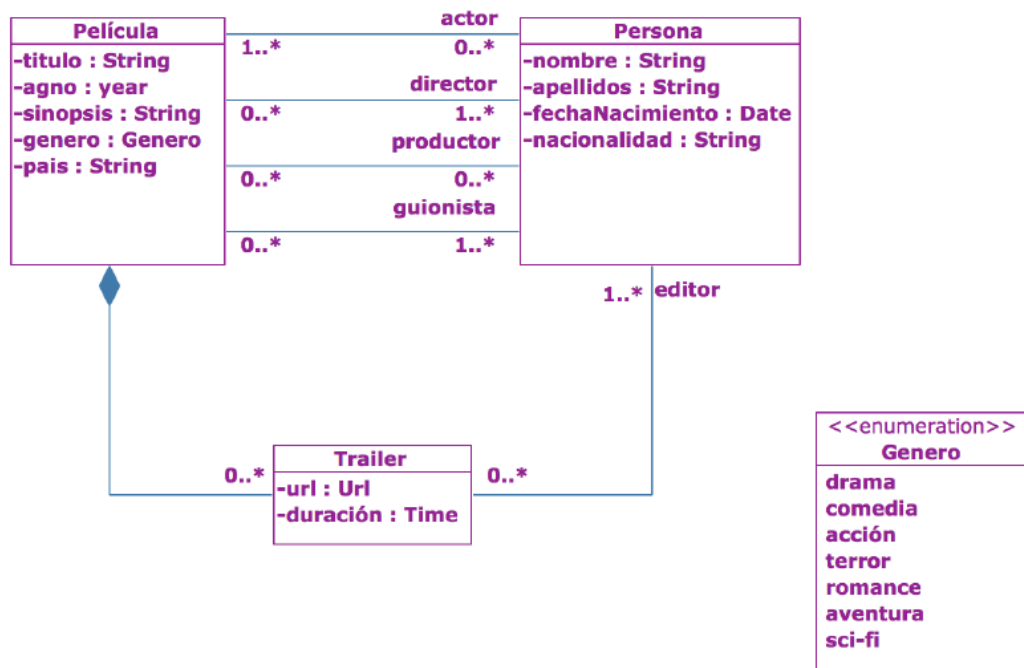 Película
-titulo : String
-agno : year
-sinopsis : String
-genero : Genero
-pais : String
actor
1..*
0..*
director
0..*
1..*
productor
0..*
0..*
guionista
0..*
1..*
Persona
-nombre : String
-apellidos : String
-fechaNacimiento : Date
-nacionalidad : String
1..*
editor
0..*
Trailer
-url : Url
-duración : Time
0..*
<<enumeration>>
Genero
drama
comedia
acción
terror
romance
aventura
sci-fi